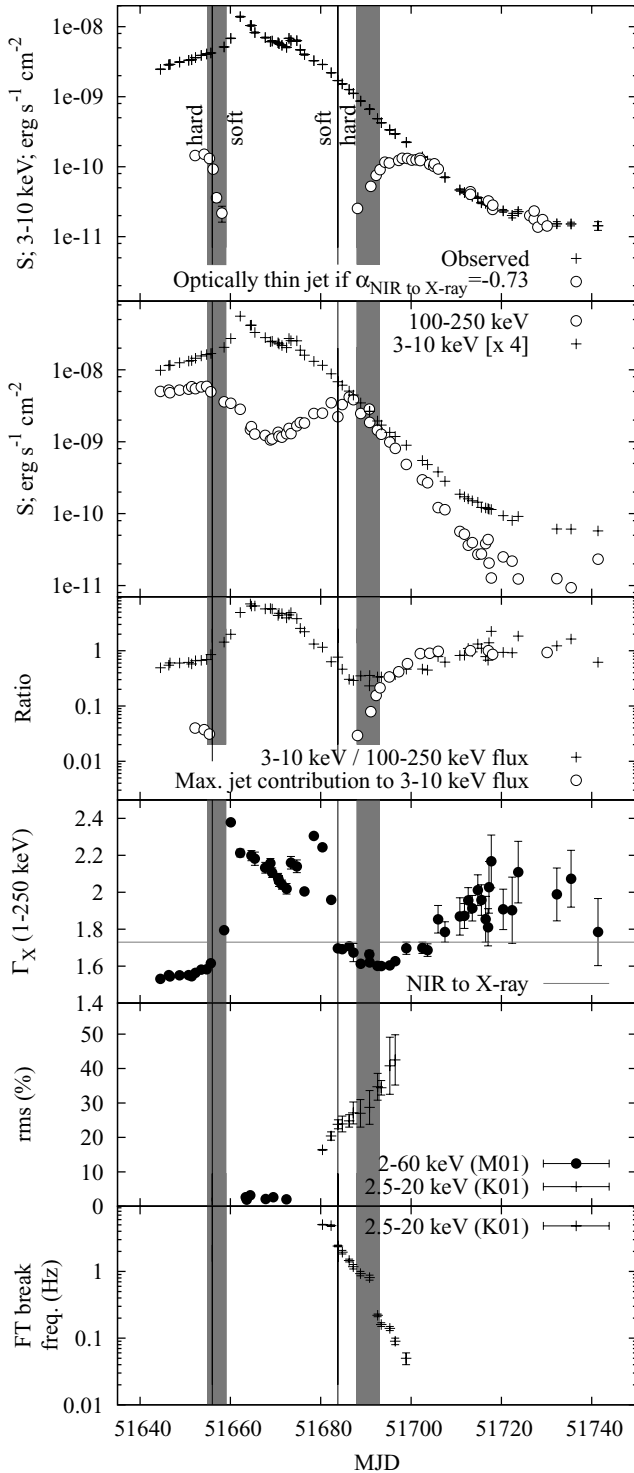 1e-08
1e-09
1e-10
1e-11
S; 3-10 keV; erg s⁻¹ cm⁻²
hard
soft
soft
hard
Observed
Optically thin jet if α_NIR to X-ray=-0.73
100-250 keV
3-10 keV [x 4]
1e-08
1e-09
1e-10
1e-11
S; erg s⁻¹ cm⁻²
1
0.1
0.01
Ratio
3-10 keV / 100-250 keV flux
Max. jet contribution to 3-10 keV flux
2.4
2.2
2
1.8
1.6
1.4
Γ_X (1-250 keV)
NIR to X-ray
50
40
30
20
10
0
rms (%)
2-60 keV (M01)
2.5-20 keV (K01)
2.5-20 keV (K01)
1
0.1
0.01
FT break
freq. (Hz)
51640 51660 51680 51700 51720 51740
MJD